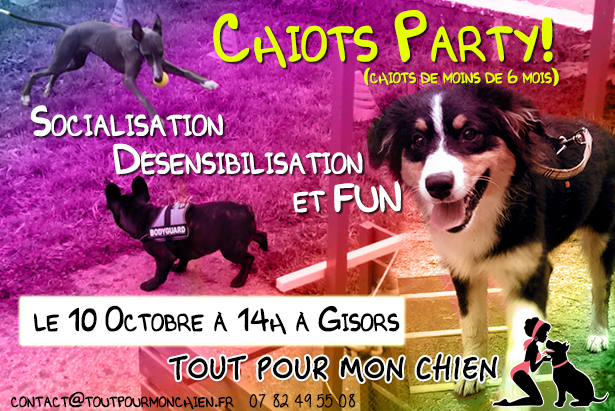 Chiots Party!
(chiots de moins de 6 mois)
Socialisation
Desensibilisation
et FUN
BODYGUARD
le 10 Octobre à 14h à Gisors
TOUT POUR MON CHIEN
contact@toutpourmonchien.fr 07 82 49 55 08